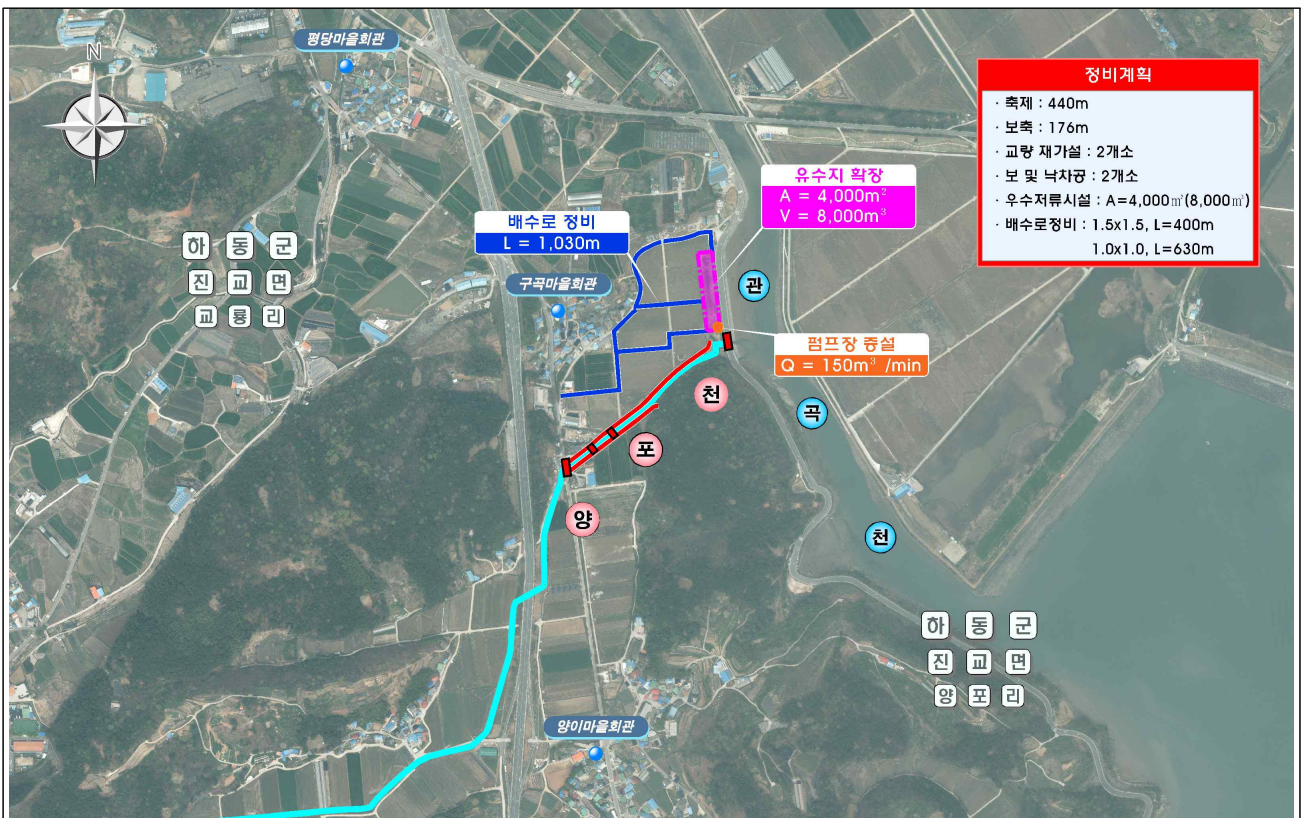 평당마을회관
N
정비계획
· 축제 : 440m
· 보축 : 176m
· 교량 재가설 : 2개소
· 보 및 낙차공 : 2개소
· 우수저류시설 : A=4,000㎡(8,000㎥)
· 배수로정비 : 1.5x1.5, L=400m
1.0x1.0, L=630m
유수지 확장
A = 4,000m²
V = 8,000m³
배수로 정비
L = 1,030m
하동군
진교면
교룡리
구곡마을회관
관
펌프장 증설
Q = 150m³ /min
천
곡
포
양
천
하동군
진교면
양포리
양이마을회관